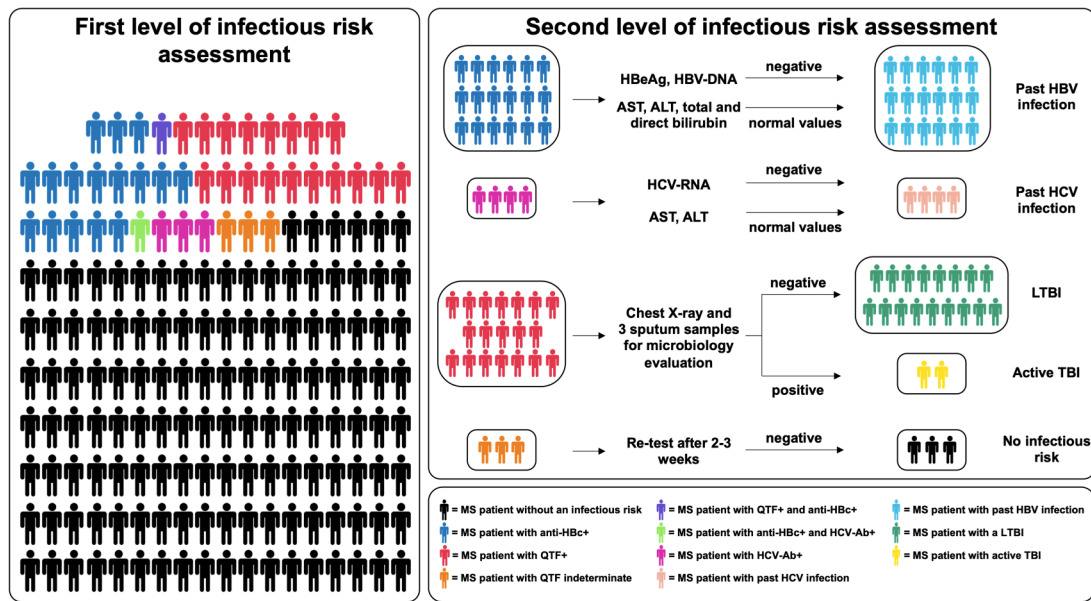 First level of infectious risk
assessment
Second level of infectious risk assessment
HBeAg, HBV-DNA
negative
AST, ALT, total and
direct bilirubin
normal values
Past HBV
infection
HCV-RNA
negative
AST, ALT
normal values
Past HCV
infection
Chest X-ray and
3 sputum samples
for microbiology
evaluation
negative
positive
LTBI
Active TBI
Re-test after 2-3
weeks
negative
No infectious
risk
= MS patient without an infectious risk
= MS patient with anti-HBc+
= MS patient with QTF+
= MS patient with QTF indeterminate
= MS patient with QTF+ and anti-HBc+
= MS patient with anti-HBc+ and HCV-Ab+
= MS patient with HCV-Ab+
= MS patient with past HCV infection
= MS patient with past HBV infection
= MS patient with a LTBI
= MS patient with active TBI